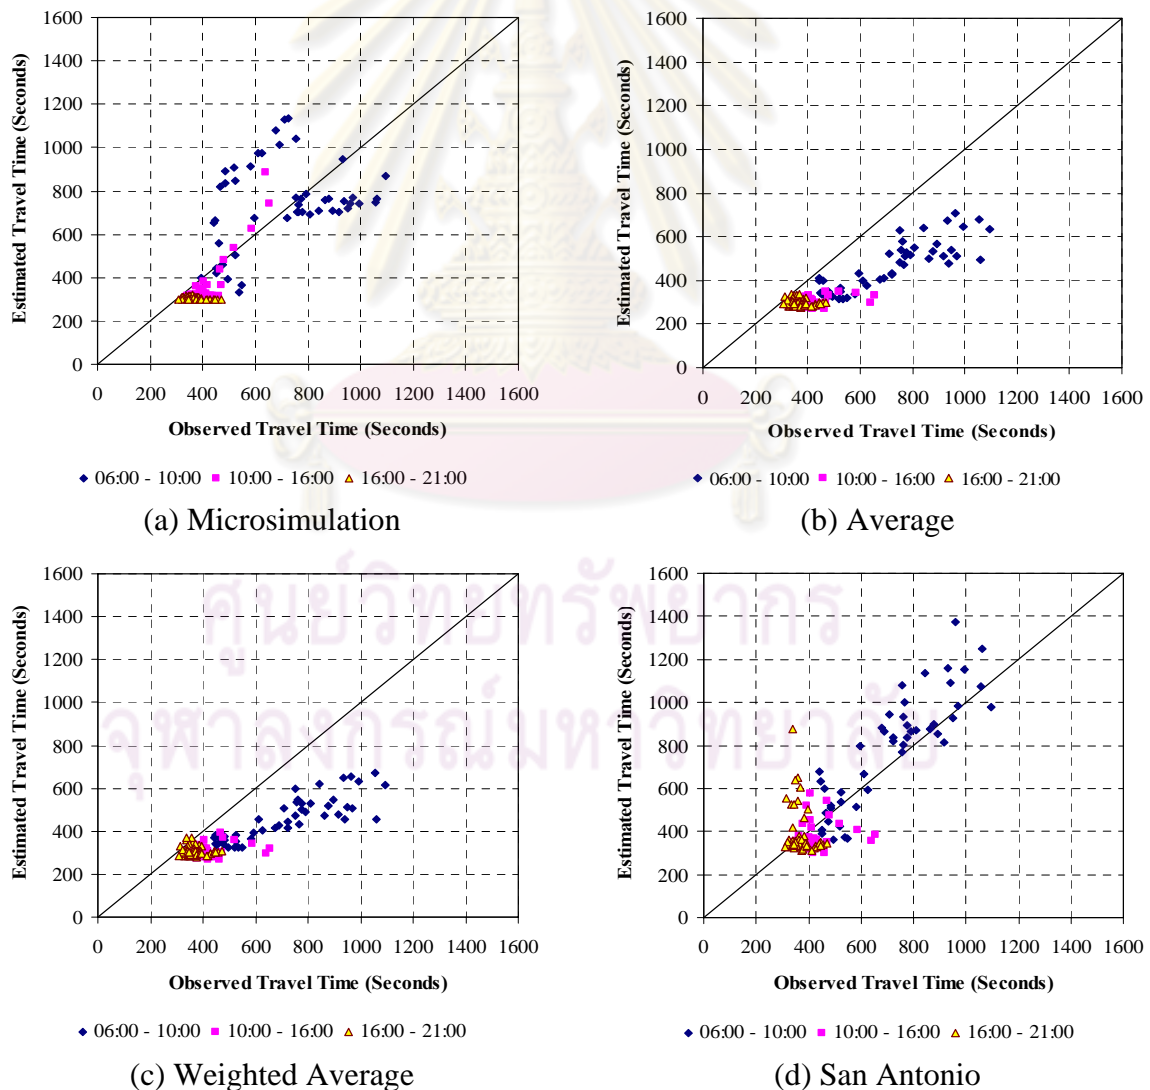 1600
1400
1200
1000
800
600
400
200
0
Estimated Travel Time (Seconds)
0 200 400 600 800 1000 1200 1400 1600
Observed Travel Time (Seconds)
06:00 - 10:00 10:00 - 16:00 16:00 - 21:00
(a) Microsimulation
1600
1400
1200
1000
800
600
400
200
0
Estimated Travel Time (Seconds)
0 200 400 600 800 1000 1200 1400 1600
Observed Travel Time (Seconds)
06:00 - 10:00 10:00 - 16:00 16:00 - 21:00
(b) Average
ศูนย์วิทยทรัพยากร
จุฬาลงกรณ์มหาวิทยาลัย
1600
1400
1200
1000
800
600
400
200
0
Estimated Travel Time (Seconds)
0 200 400 600 800 1000 1200 1400 1600
Observed Travel Time (Seconds)
06:00 - 10:00 10:00 - 16:00 16:00 - 21:00
(c) Weighted Average
1600
1400
1200
1000
800
600
400
200
0
Estimated Travel Time (Seconds)
0 200 400 600 800 1000 1200 1400 1600
Observed Travel Time (Seconds)
06:00 - 10:00 10:00 - 16:00 16:00 - 21:00
(d) San Antonio